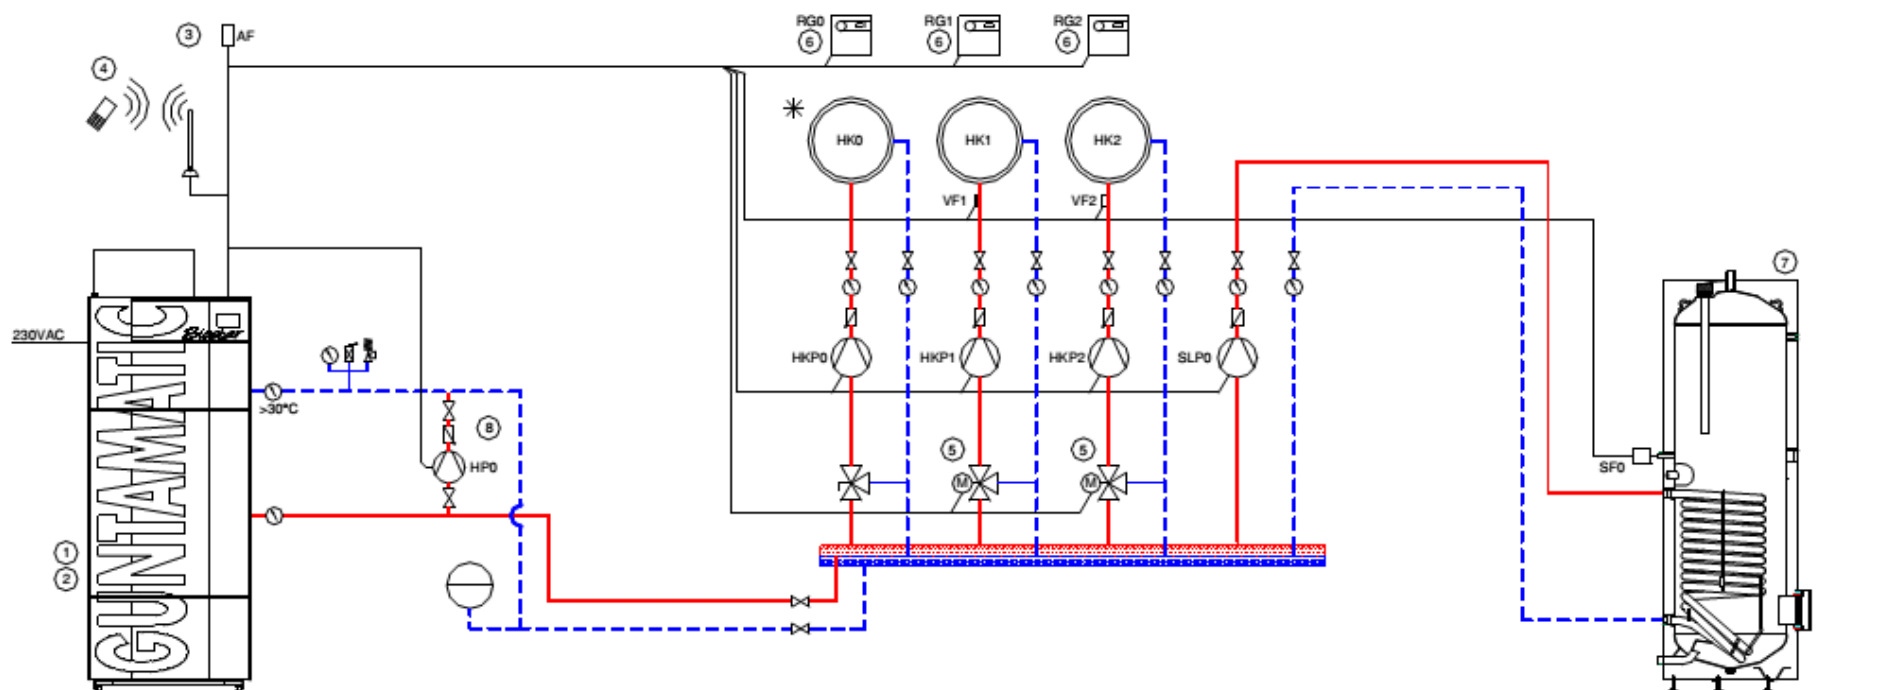 3
AF
4
RG0
6
RG1
6
RG2
6
HK0
HK1
HK2
VF1
VF2
7
230VAC
Biostar
GUNTAMATIC
>30°C
HKP0
HKP1
HKP2
SLP0
8
HP0
5
M
5
M
SF0
1
2